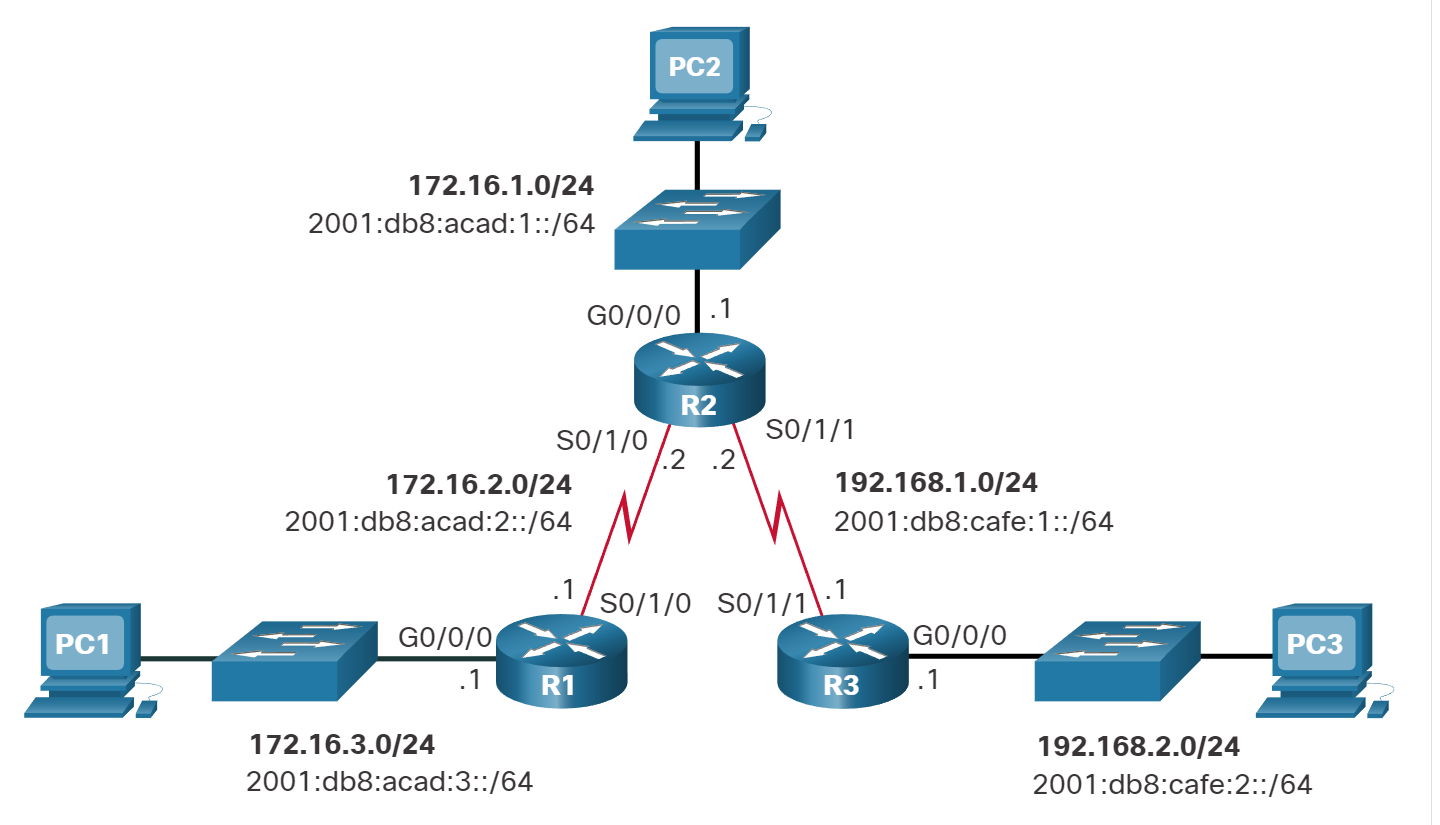 PC2
172.16.1.0/24
2001:db8:acad:1::/64
G0/0/0
.1
R2
S0/1/0
S0/1/1
.2
.2
172.16.2.0/24
2001:db8:acad:2::/64
192.168.1.0/24
2001:db8:cafe:1::/64
.1
S0/1/0
S0/1/1
.1
PC1
G0/0/0
.1
R1
R3
G0/0/0
.1
PC3
172.16.3.0/24
2001:db8:acad:3::/64
192.168.2.0/24
2001:db8:cafe:2::/64